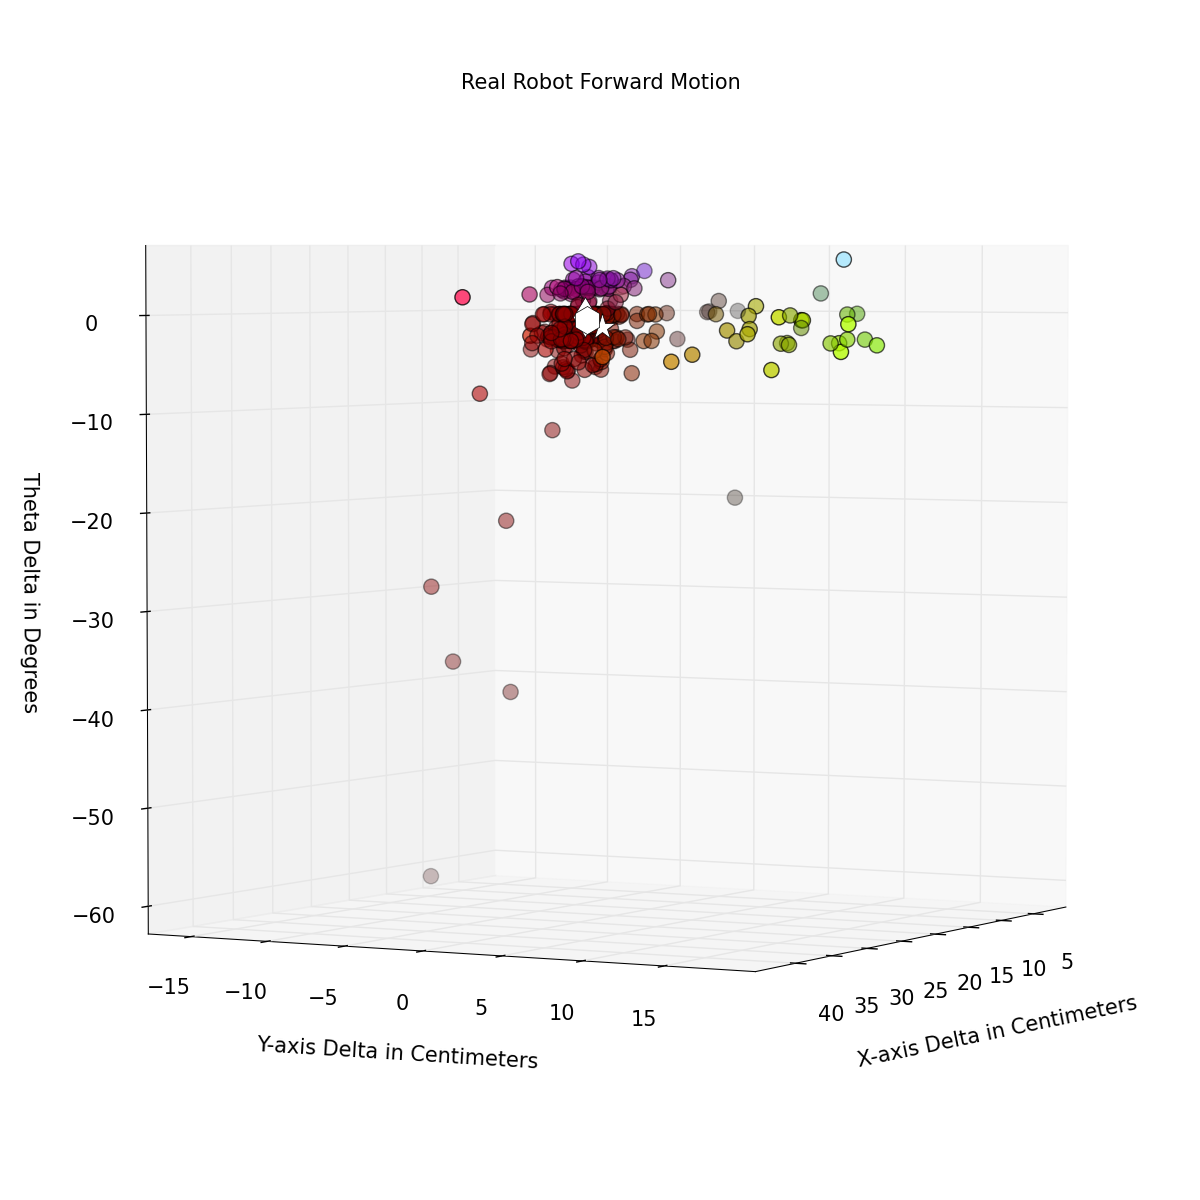 Real Robot Forward Motion
0
−10
−20
−30
−40
−50
−60
Theta Delta in Degrees
−15 −10 −5 0 5 10 15
Y-axis Delta in Centimeters
40 35 30 25 20 15 10 5
X-axis Delta in Centimeters